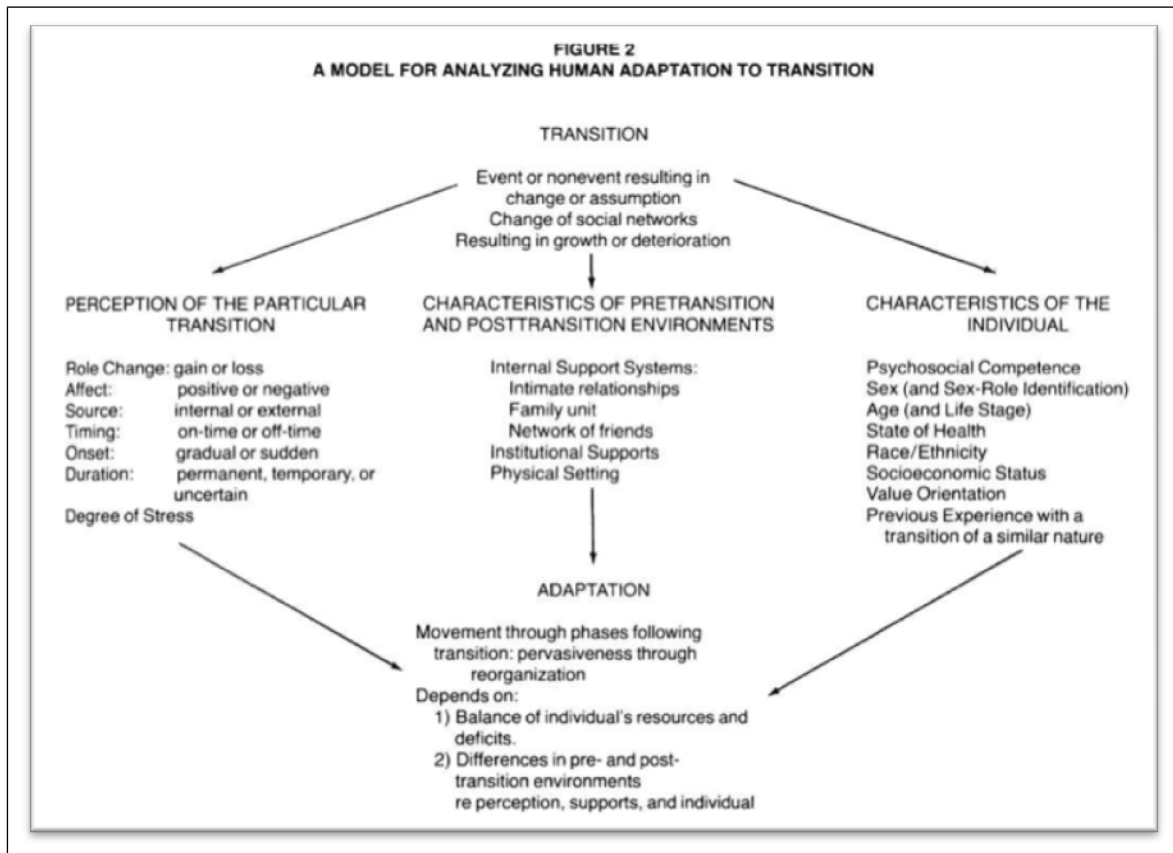 FIGURE 2
A MODEL FOR ANALYZING HUMAN ADAPTATION TO TRANSITION
TRANSITION
Event or nonevent resulting in
change or assumption
Change of social networks
Resulting in growth or deterioration
PERCEPTION OF THE PARTICULAR
TRANSITION
Role Change: gain or loss
Affect: positive or negative
Source: internal or external
Timing: on-time or off-time
Onset: gradual or sudden
Duration: permanent, temporary, or
uncertain
Degree of Stress
CHARACTERISTICS OF PRETRANSITION
AND POSTTRANSITION ENVIRONMENTS
Internal Support Systems:
Intimate relationships
Family unit
Network of friends
Institutional Supports
Physical Setting
CHARACTERISTICS OF THE
INDIVIDUAL
Psychosocial Competence
Sex (and Sex-Role Identification)
Age (and Life Stage)
State of Health
Race/Ethnicity
Socioeconomic Status
Value Orientation
Previous Experience with a
transition of a similar nature
ADAPTATION
Movement through phases following
transition: pervasiveness through
reorganization
Depends on:
1) Balance of individual's resources and
deficits.
2) Differences in pre- and post-
transition environments
re perception, supports, and individual